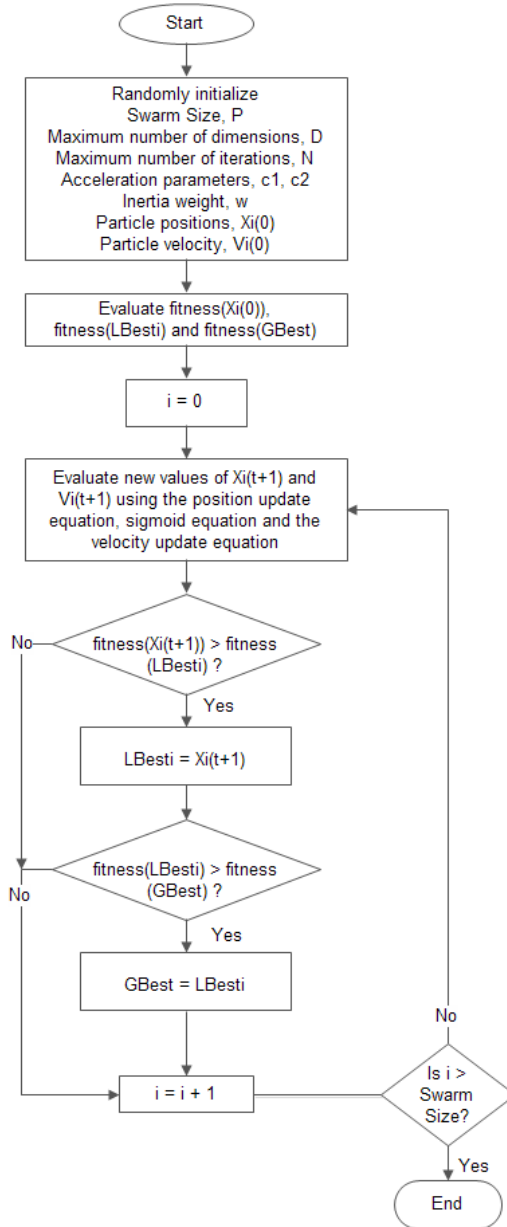 Start
Randomly initialize
Swarm Size, P
Maximum number of dimensions, D
Maximum number of itrerations, N
Acceleration parameters, c1, c2
Inertia weight, w
Particle positions, Xi(0)
Particle velocity, Vi(0)
Evaluate fitness(Xi(0)),
fitness(LBesti) and fitness(GBest)
i = 0
Evaluate new values of Xi(t+1) and
Vi(t+1) using the position update
equation, sigmoid equation and the
velocity update equation
No
fitness(Xi(t+1)) > fitness
(LBesti) ?
Yes
LBesti = Xi(t+1)
fitness(LBesti) > fitness
(GBest) ?
No
Yes
GBest = LBesti
i = i + 1
No
Is i >
Swarm
Size?
Yes
End